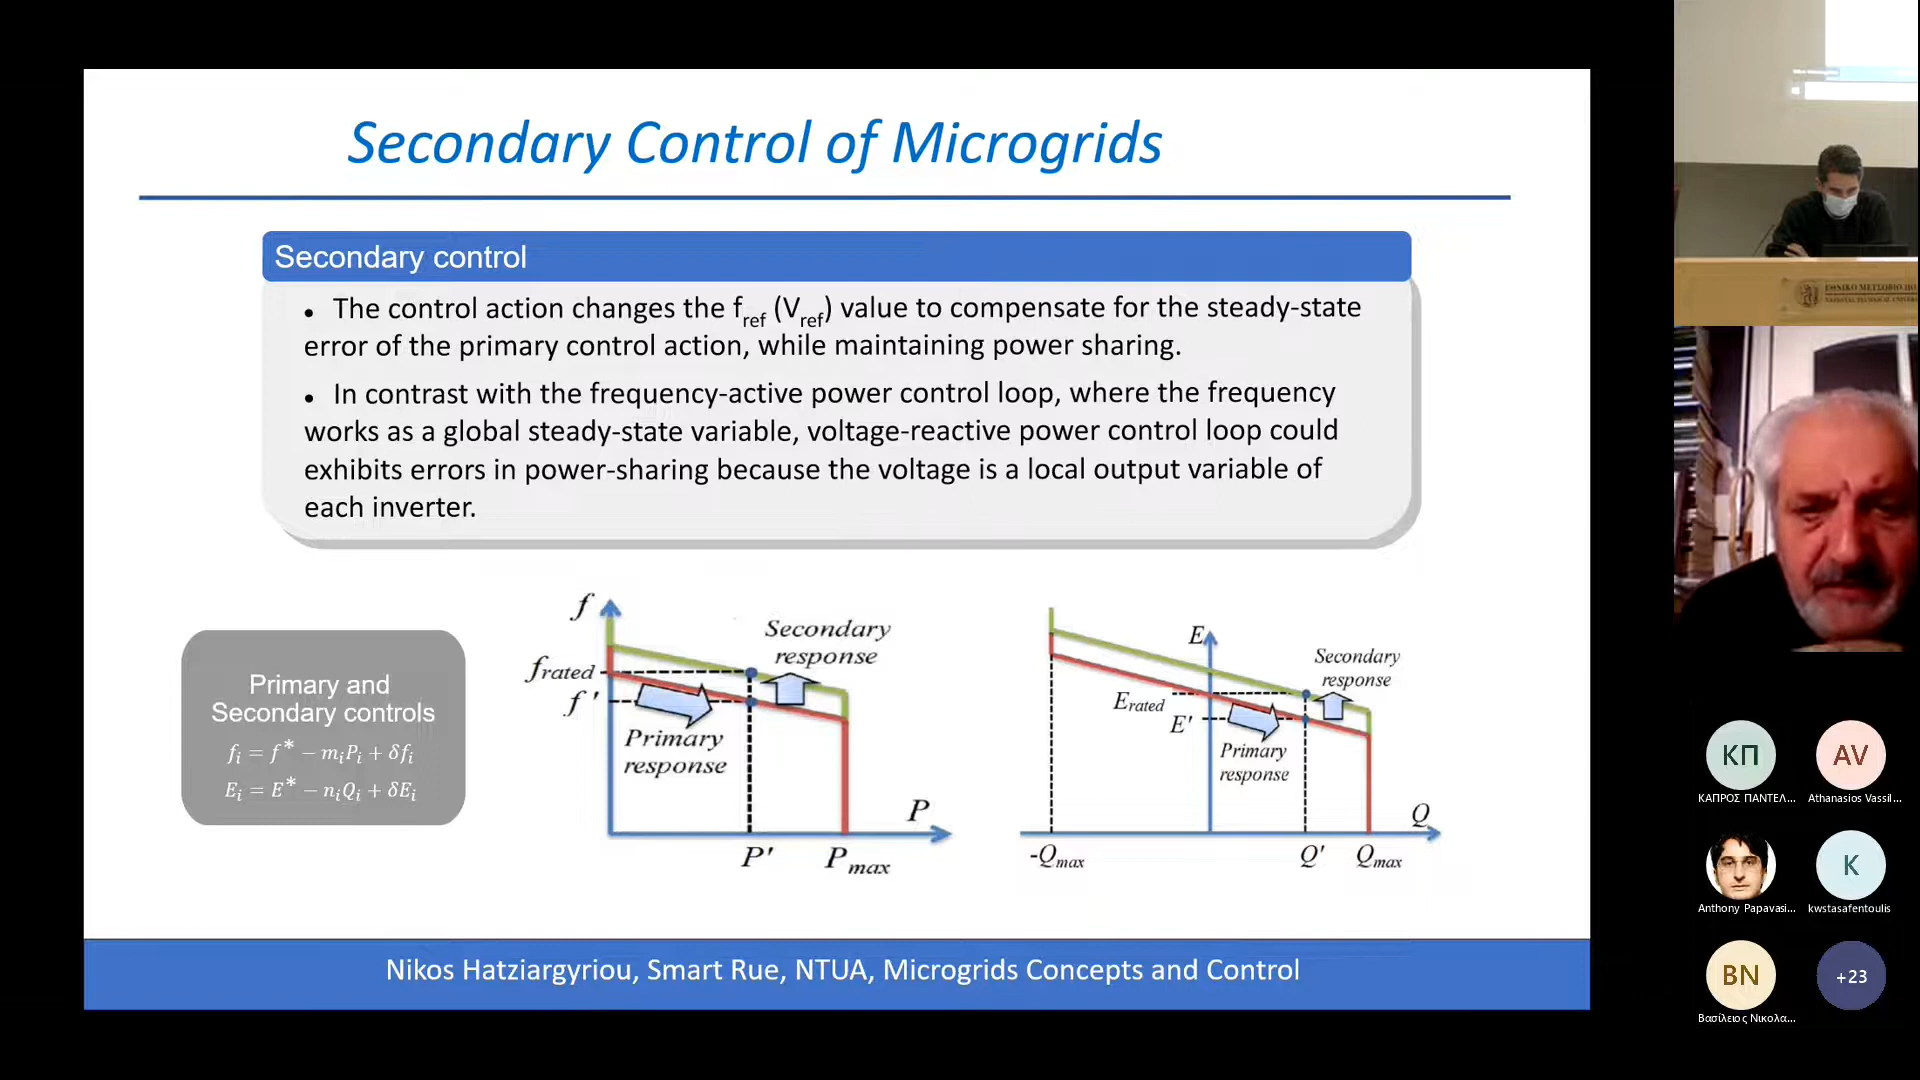 Secondary Control of Microgrids
Secondary control
• The control action changes the fref (Vref) value to compensate for the steady-state
error of the primary control action, while maintaining power sharing.
• In contrast with the frequency-active power control loop, where the frequency
works as a global steady-state variable, voltage-reactive power control loop could
exhibits errors in power-sharing because the voltage is a local output variable of
each inverter.
Primary and
Secondary controls
fi = f* − miPi + δfi
Ei = E* − niQi + δEi
f
Secondary
response
frated
f'
Primary
response
P
P'
Pmax
E
Secondary
response
Erated
E'
Primary
response
Q
-Qmax
Q'
Qmax
Nikos Hatziargyriou, Smart Rue, NTUA, Microgrids Concepts and Control
ΕΘΝΙΚΟ ΜΕΤΣΟΒΙΟ ΠΟ
NATIONAL TECHNICAL UNIVERS
ΚΠ
AV
ΚΑΠΡΟΣ ΠΑΝΤΕΛ...
Athanasios Vassil...
K
Anthony Papavasi...
kwstasafentoulis
BN
+23
Βασίλειος Νικολα...